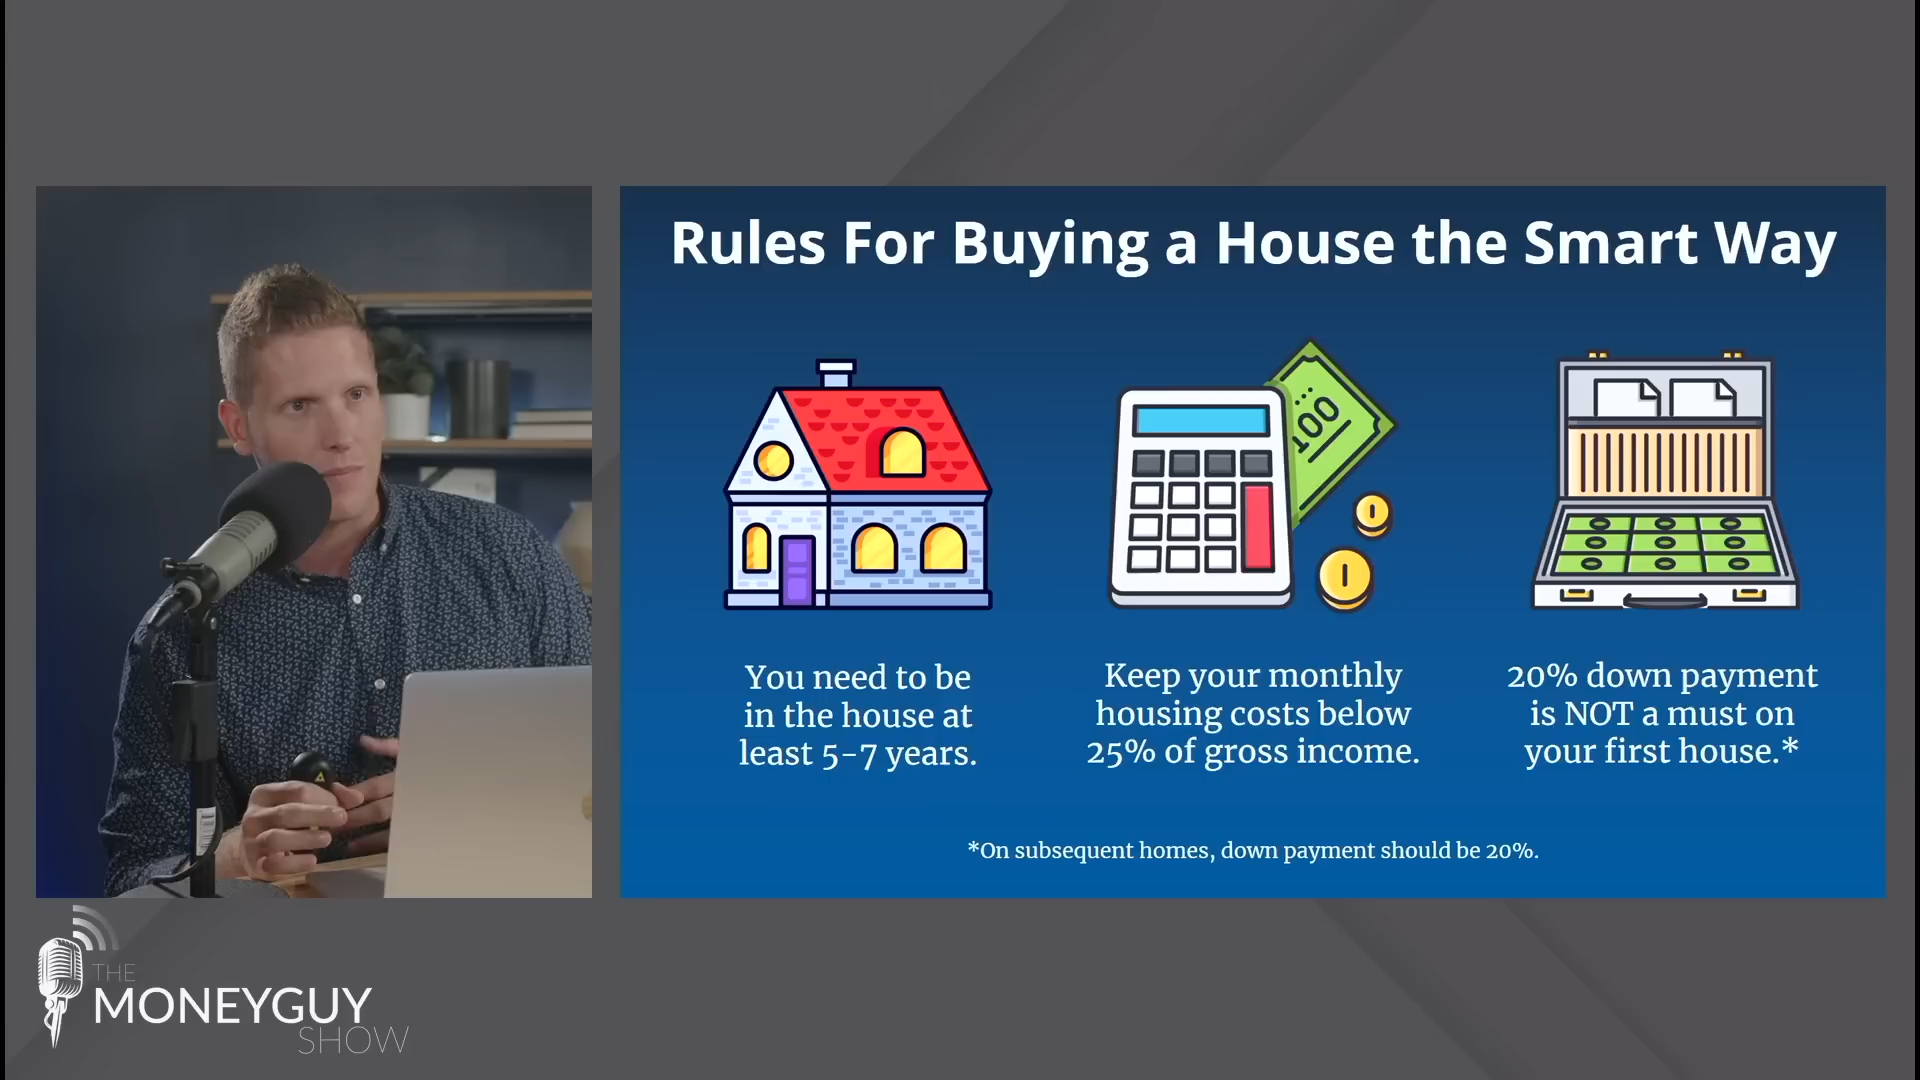 Rules For Buying a House the Smart Way
100
You need to be
in the house at
least 5-7 years.
Keep your monthly
housing costs below
25% of gross income.
20% down payment
is NOT a must on
your first house.*
*On subsequent homes, down payment should be 20%.
THE
MONEYGUY
SHOW